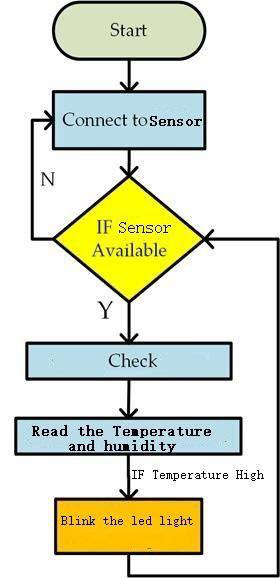 Start
Connect to Sensor
N
IF Sensor
Available
Y
Check
Read the Temperature
and humidity
IF Temperature High
Blink the led light